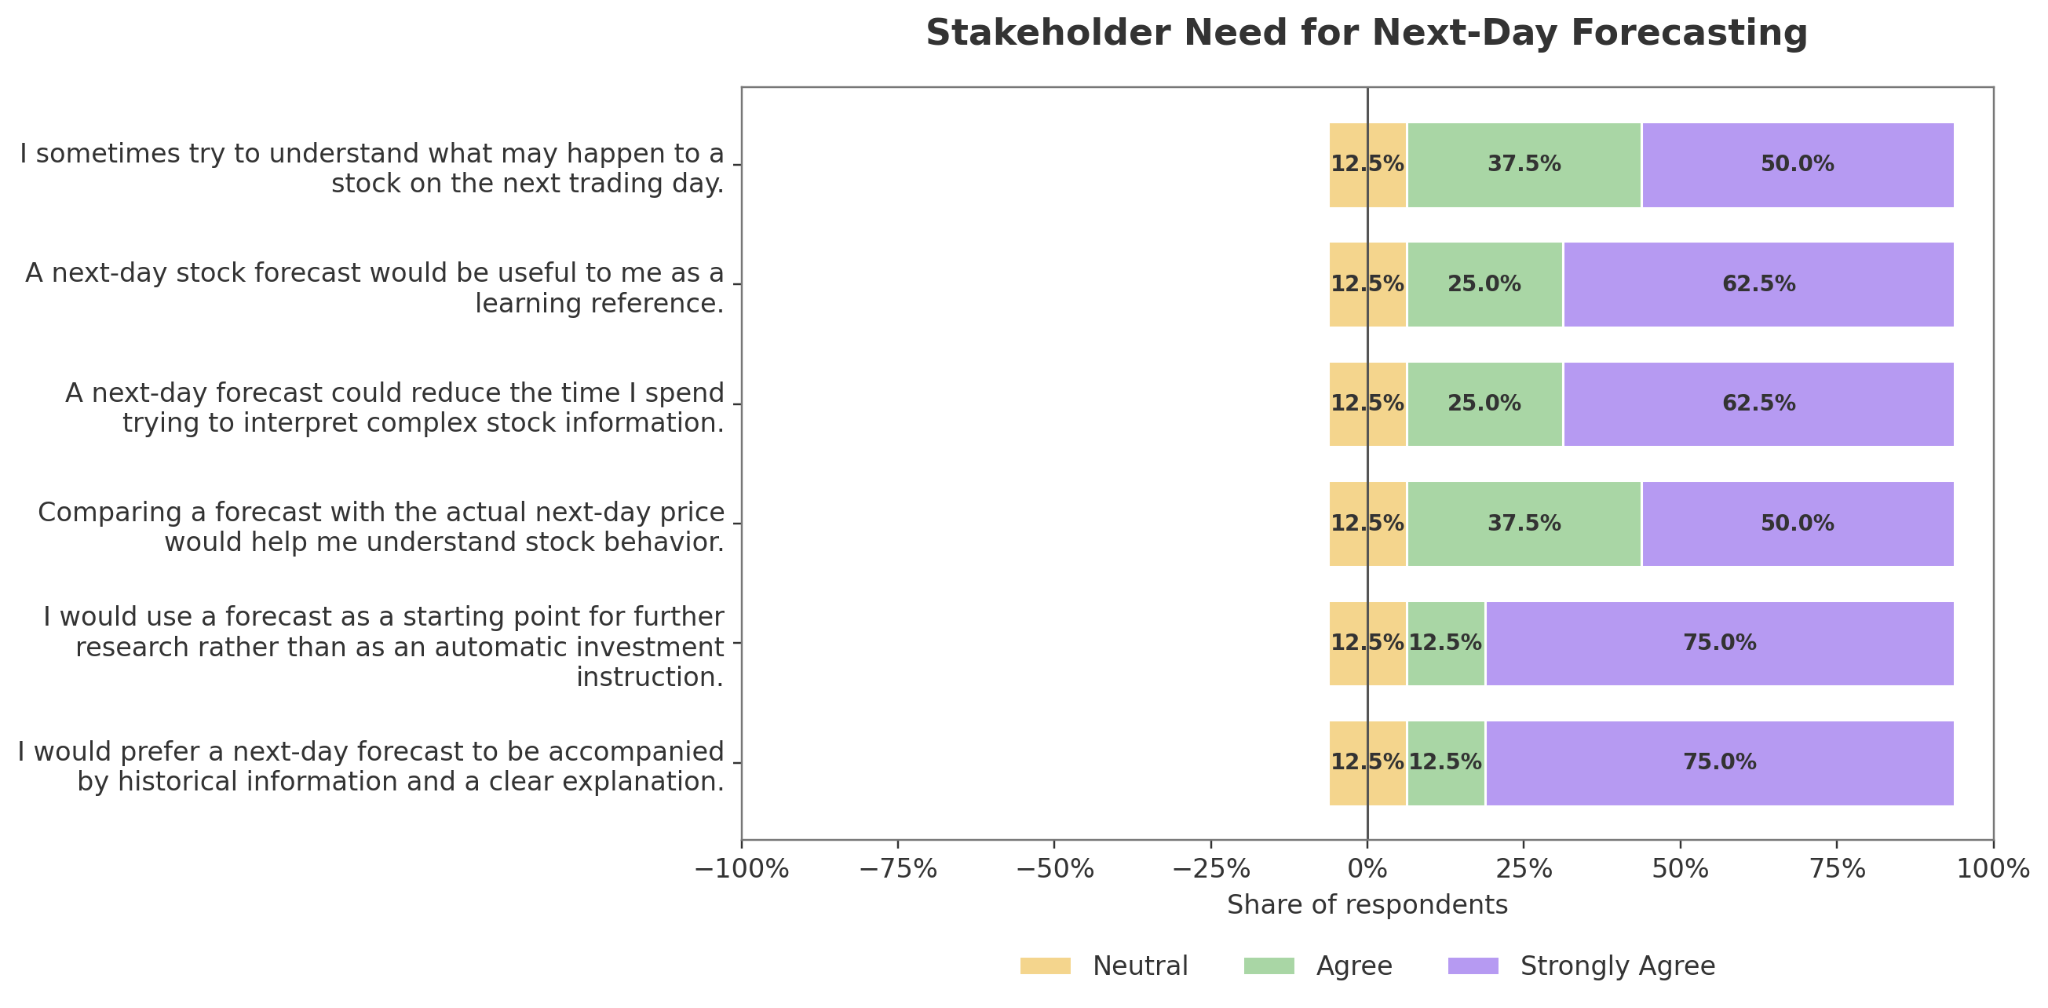 Stakeholder Need for Next-Day Forecasting
I sometimes try to understand what may happen to a
stock on the next trading day.
12.5% 37.5% 50.0%
A next-day stock forecast would be useful to me as a
learning reference.
12.5% 25.0% 62.5%
A next-day forecast could reduce the time I spend
trying to interpret complex stock information.
12.5% 25.0% 62.5%
Comparing a forecast with the actual next-day price
would help me understand stock behavior.
12.5% 37.5% 50.0%
I would use a forecast as a starting point for further
research rather than as an automatic investment
instruction.
12.5% 12.5% 75.0%
I would prefer a next-day forecast to be accompanied
by historical information and a clear explanation.
12.5% 12.5% 75.0%
−100% −75% −50% −25% 0% 25% 50% 75% 100%
Share of respondents
Neutral Agree Strongly Agree